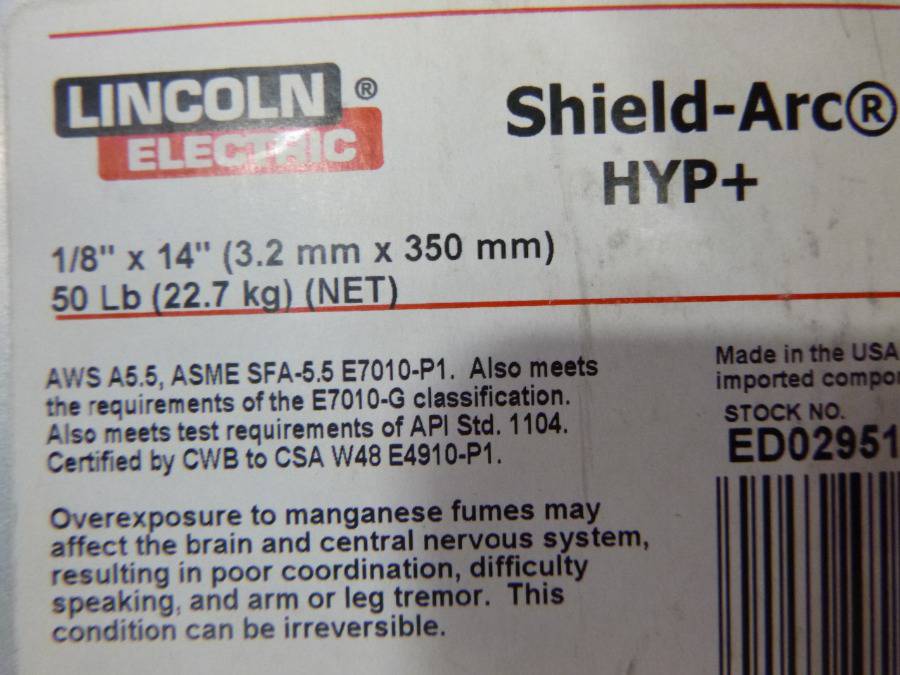 LINCOLN ®
ELECTRIC
Shield-Arc®
HYP+
1/8" x 14" (3.2 mm x 350 mm)
50 Lb (22.7 kg) (NET)
AWS A5.5, ASME SFA-5.5 E7010-P1. Also meets
the requirements of the E7010-G classification.
Also meets test requirements of API Std. 1104.
Certified by CWB to CSA W48 E4910-P1.
Made in the USA
imported compo
STOCK NO.
ED02951
Overexposure to manganese fumes may
affect the brain and central nervous system,
resulting in poor coordination, difficulty
speaking, and arm or leg tremor. This
condition can be irreversible.